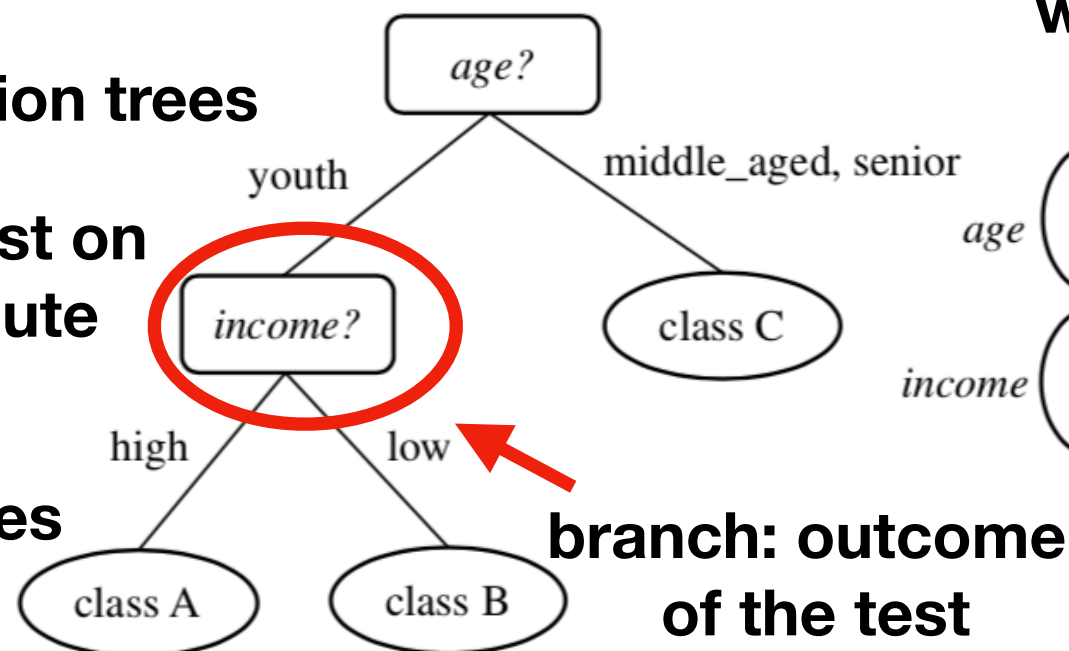 age?
ion trees
youth
middle_aged, senior
st on
age
ute
income?
class C
income
high
low
es
branch: outcome
class A
class B
of the test